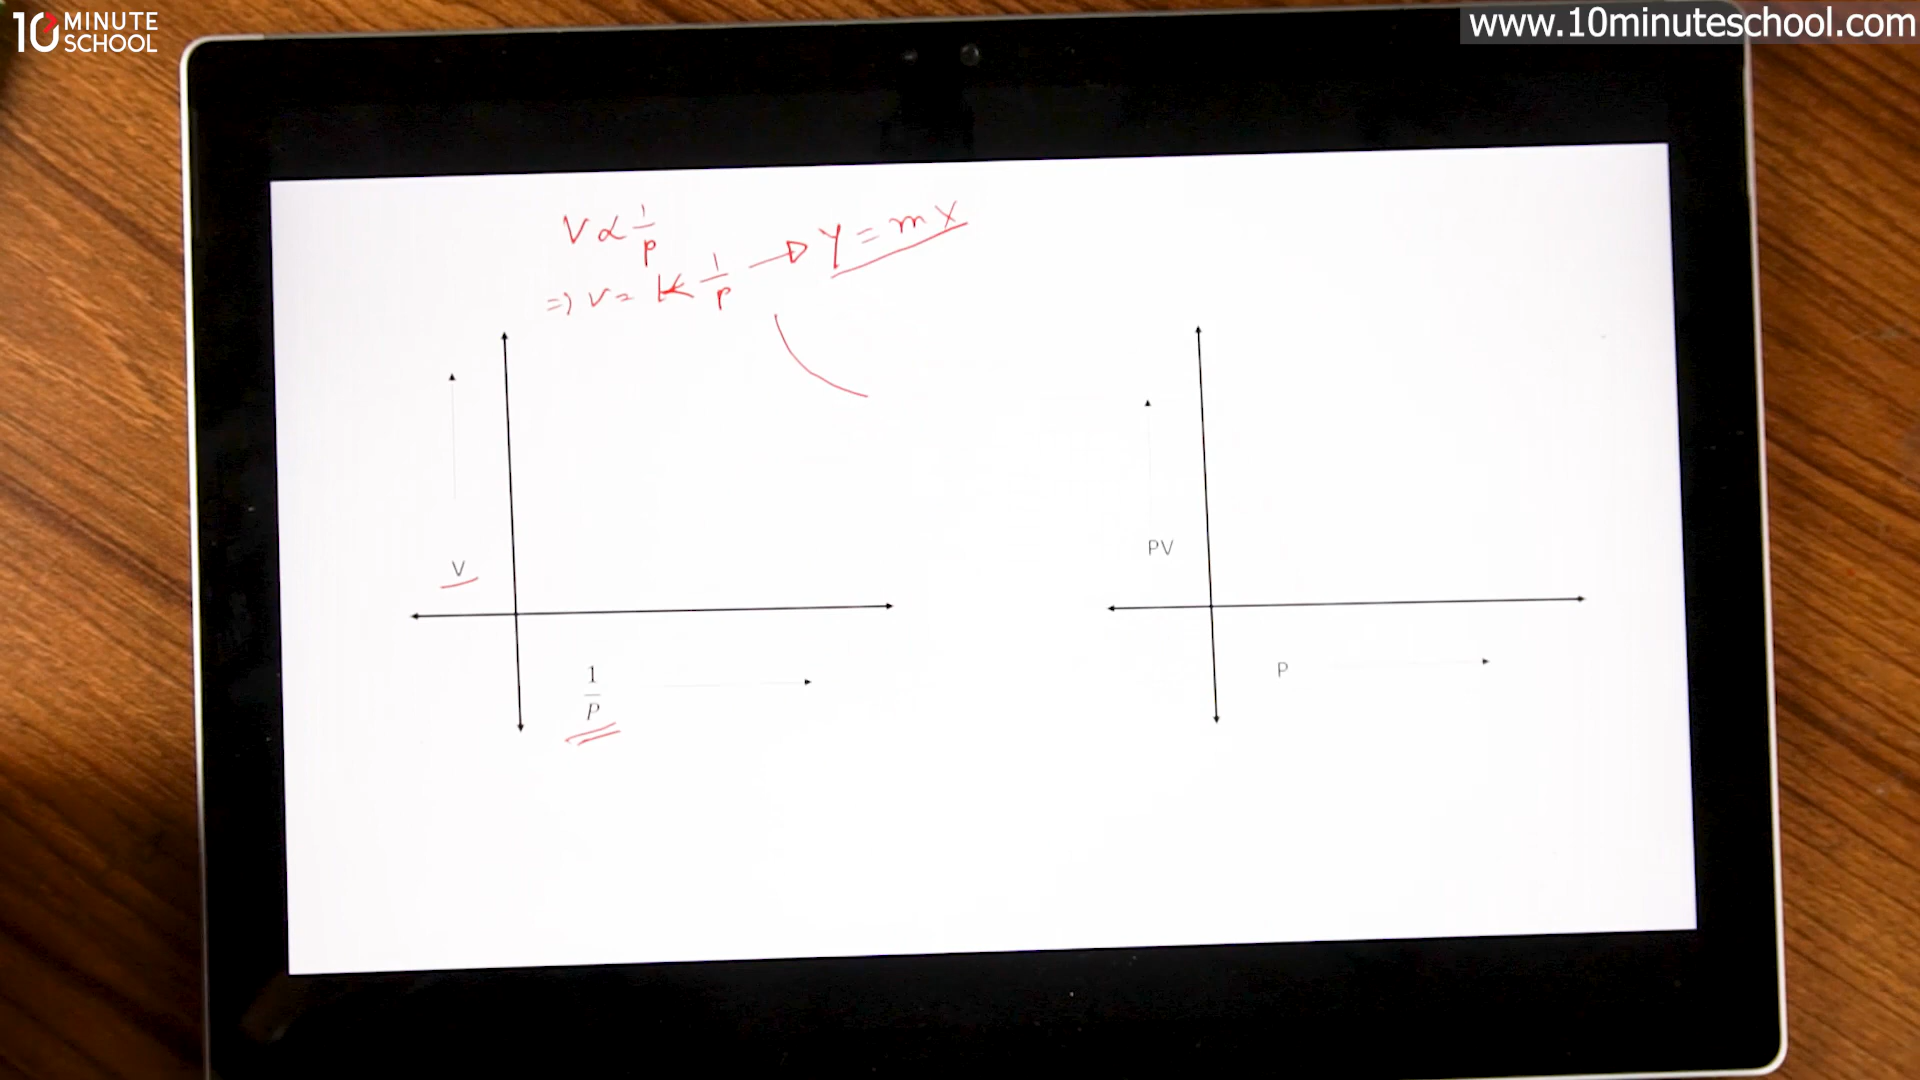 10 MINUTE SCHOOL
www.10minuteschool.com
V ∝ 1/P
⇒ V = K 1/P → Y = mX
V
1/P
PV
P